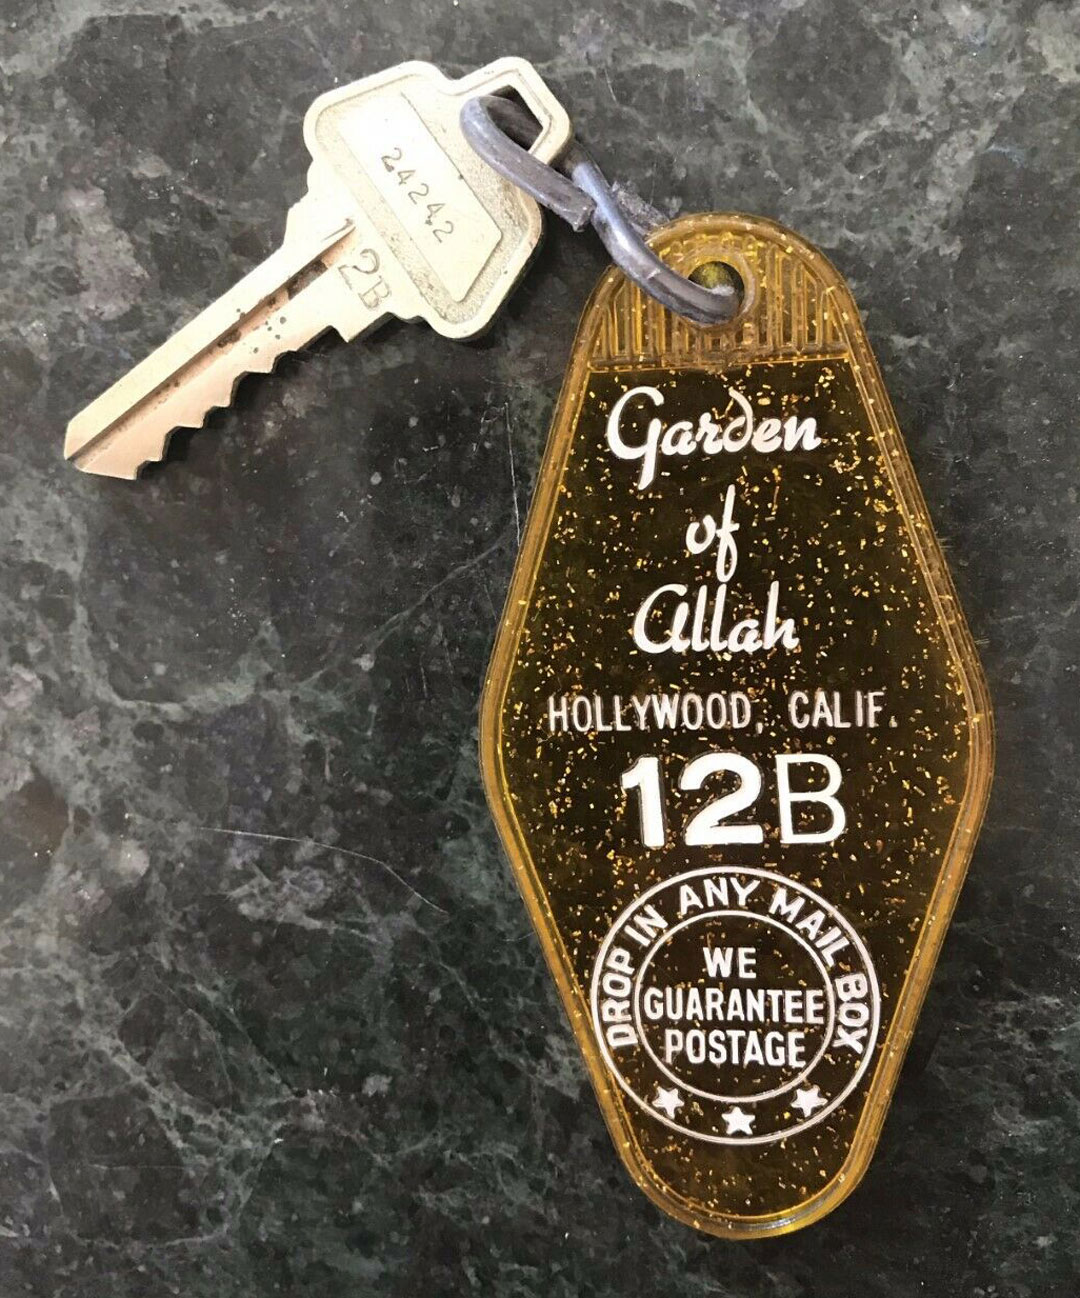 24242
12B
Garden
of
Allah
HOLLYWOOD, CALIF.
12B
DROP IN ANY MAIL BOX
WE
GUARANTEE
POSTAGE